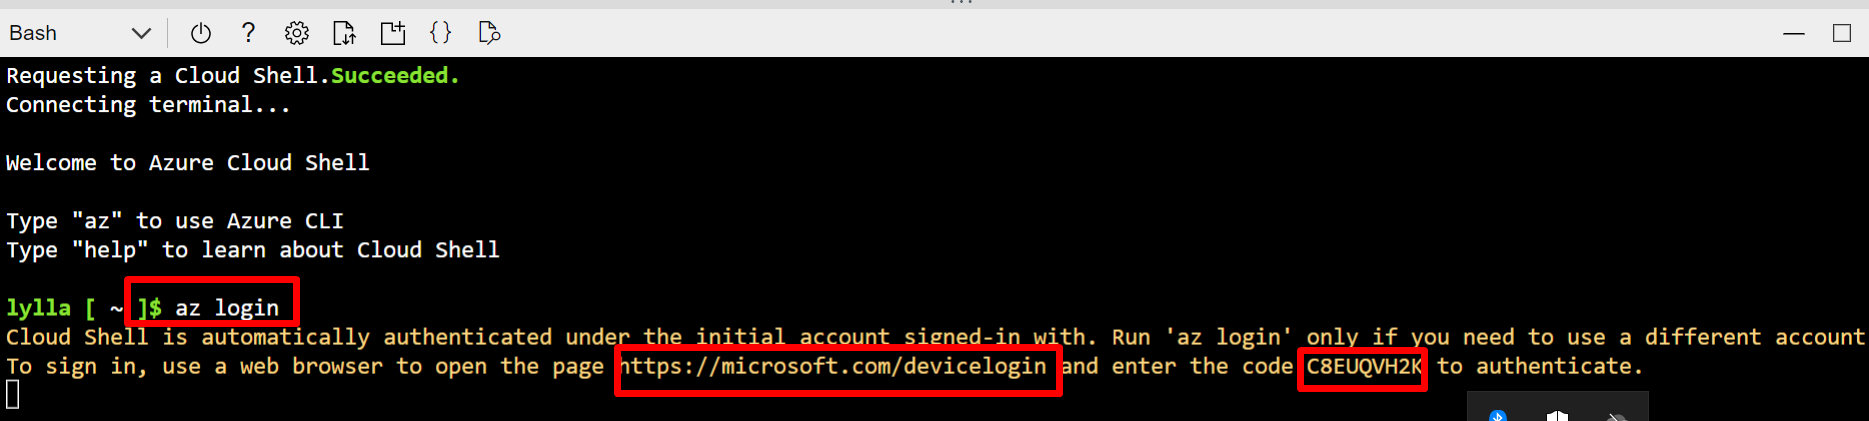 Bash
Requesting a Cloud Shell.Succeeded.
Connecting terminal...
Welcome to Azure Cloud Shell
Type "az" to use Azure CLI
Type "help" to learn about Cloud Shell
lylla [ ~ ]$ az login
Cloud Shell is automatically authenticated under the initial account signed-in with. Run 'az login' only if you need to use a different account
To sign in, use a web browser to open the page https://microsoft.com/devicelogin and enter the code C8EUQVH2K to authenticate.